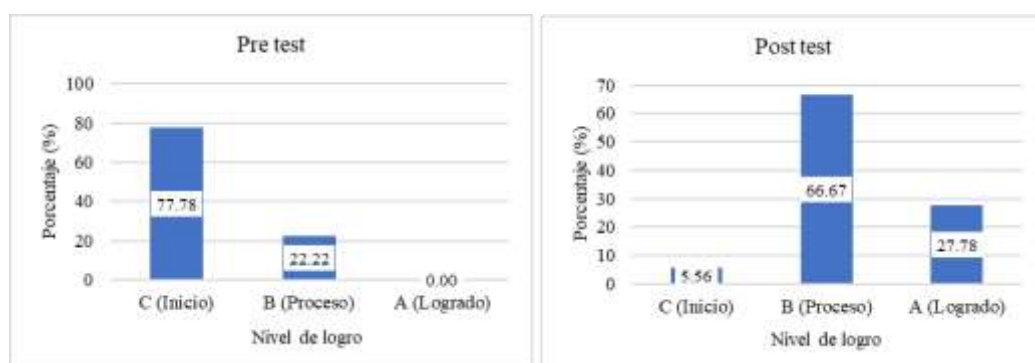 Pre test
100
80
60
40
20
0
Porcentaje (%)
77.78
22.22
0.00
C (Inicio)
B (Proceso)
A (Logrado)
Nivel de logro
Post test
70
60
50
40
30
20
10
0
Porcentaje (%)
5.56
66.67
27.78
C (Inicio)
B (Proceso)
A (Logrado)
Nivel de logro